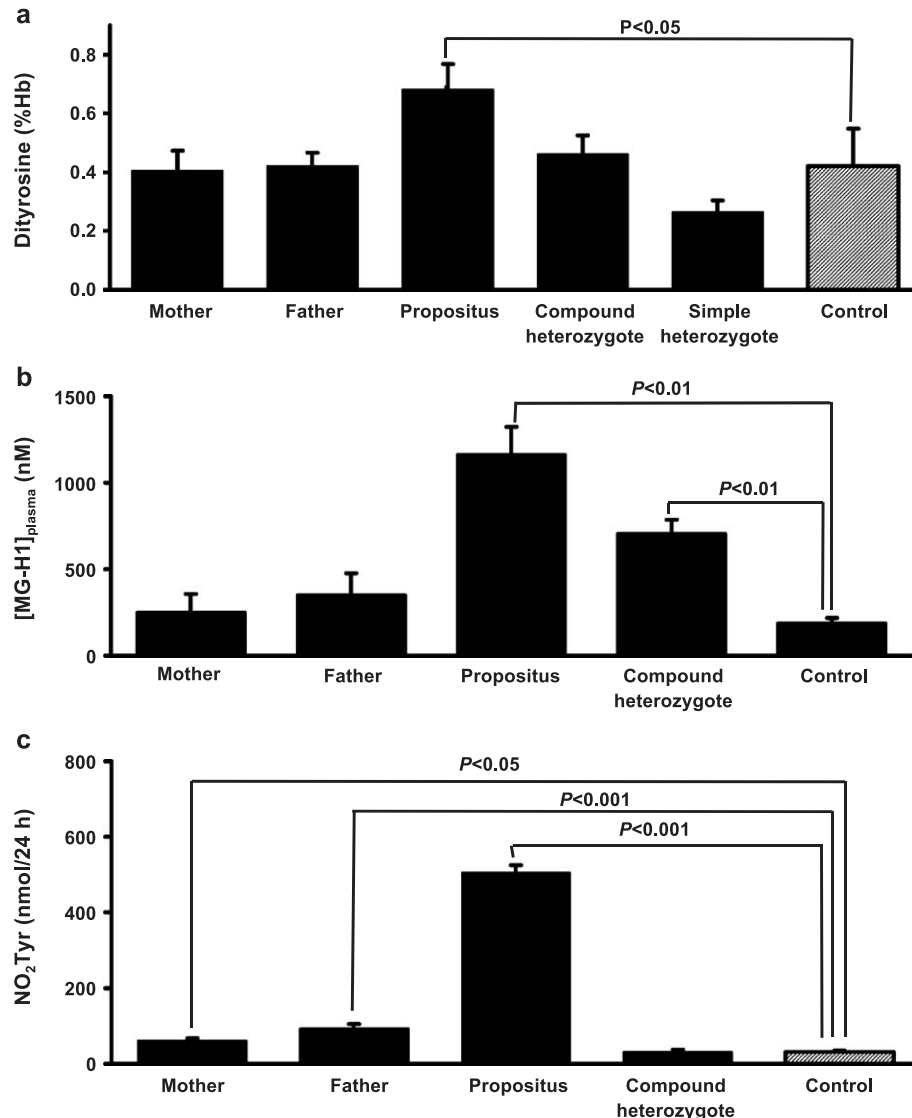 a
P<0.05
Dityrosine (%Hb)
0.8
0.6
0.4
0.2
0.0
Mother Father Propositus Compound heterozygote Simple heterozygote Control
b
P<0.01
P<0.01
[MG-H1]plasma (nM)
1500
1000
500
0
Mother Father Propositus Compound heterozygote Control
c
P<0.05
P<0.001
P<0.001
NO2Tyr (nmol/24 h)
800
600
400
200
0
Mother Father Propositus Compound heterozygote Control